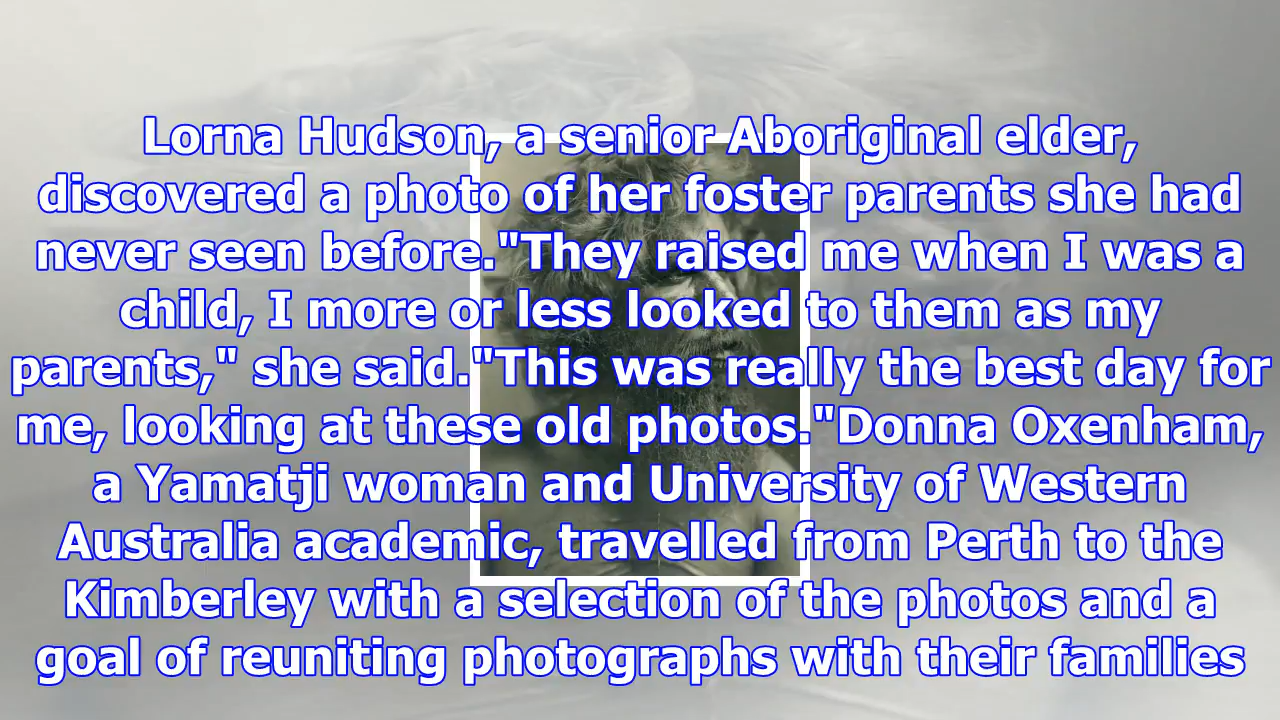 Lorna Hudson, a senior Aboriginal elder,
discovered a photo of her foster parents she had
never seen before."They raised me when I was a
child, I more or less looked to them as my
parents," she said."This was really the best day for
me, looking at these old photos."Donna Oxenham,
a Yamatji woman and University of Western
Australia academic, travelled from Perth to the
Kimberley with a selection of the photos and a
goal of reuniting photographs with their families